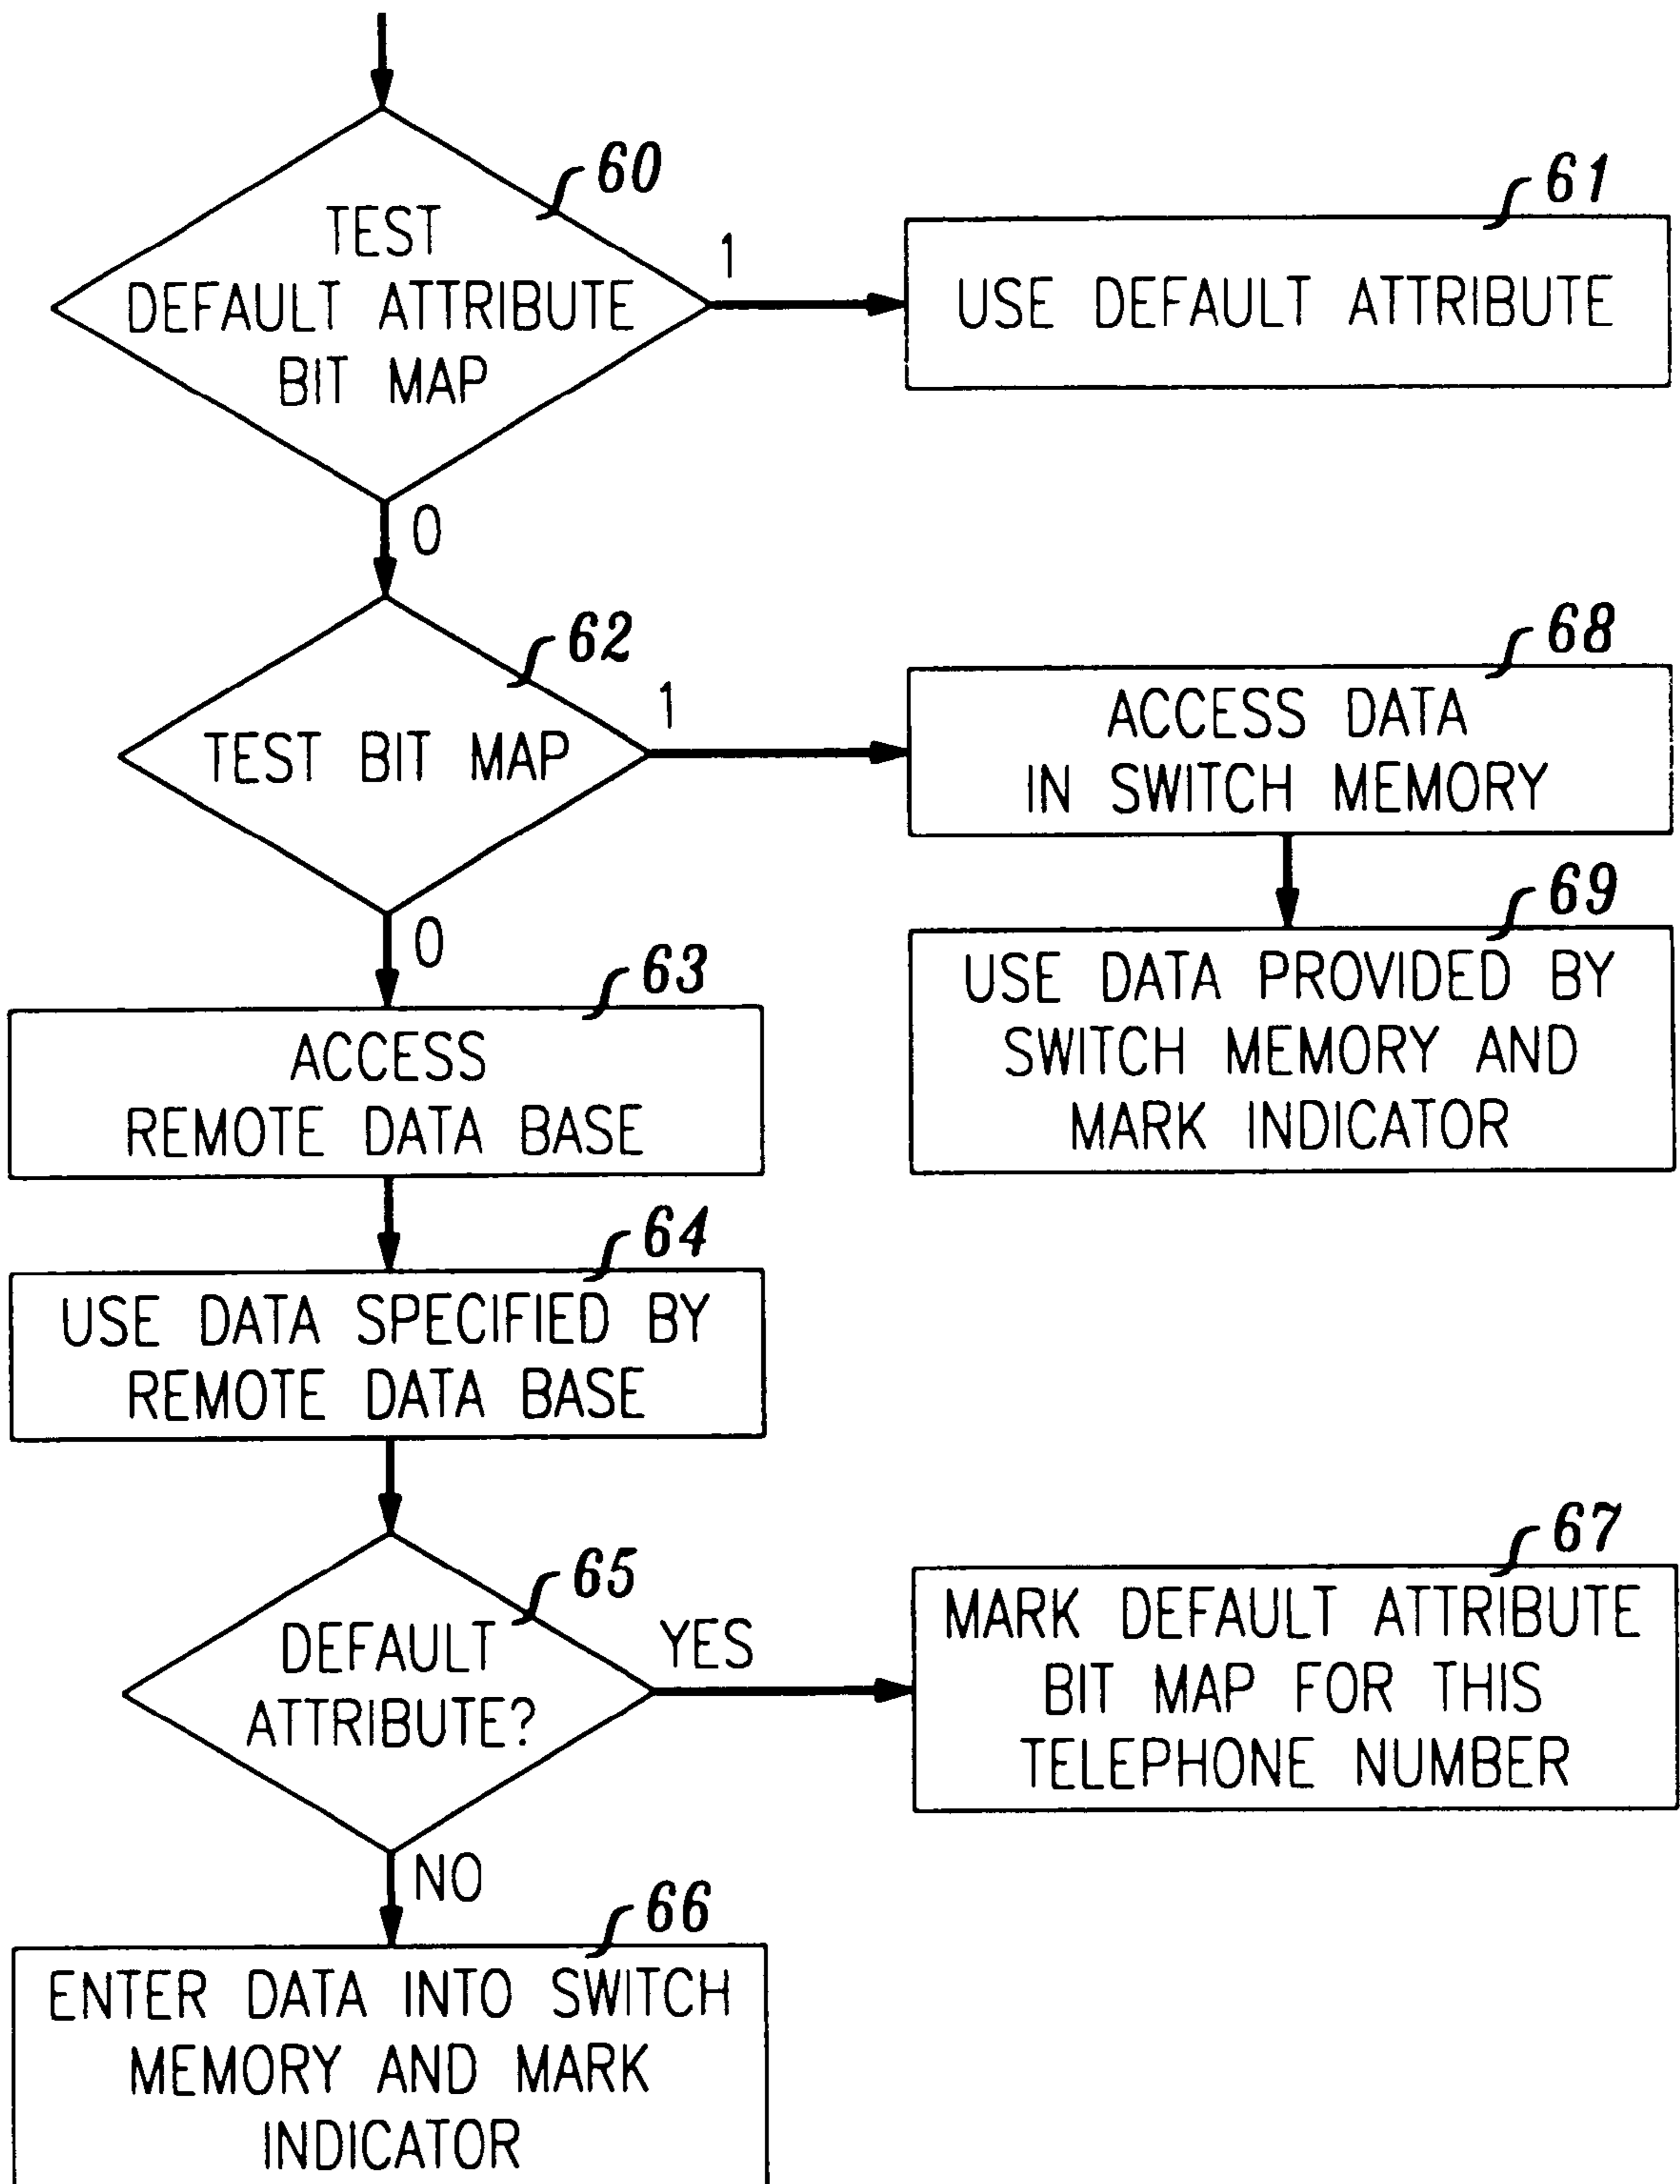 60
TEST
DEFAULT ATTRIBUTE
BIT MAP
1
61
USE DEFAULT ATTRIBUTE
0
62
TEST BIT MAP
1
68
ACCESS DATA
IN SWITCH MEMORY
0
69
USE DATA PROVIDED BY
SWITCH MEMORY AND
MARK INDICATOR
63
ACCESS
REMOTE DATA BASE
64
USE DATA SPECIFIED BY
REMOTE DATA BASE
65
DEFAULT
ATTRIBUTE?
YES
67
MARK DEFAULT ATTRIBUTE
BIT MAP FOR THIS
TELEPHONE NUMBER
NO
66
ENTER DATA INTO SWITCH
MEMORY AND MARK
INDICATOR